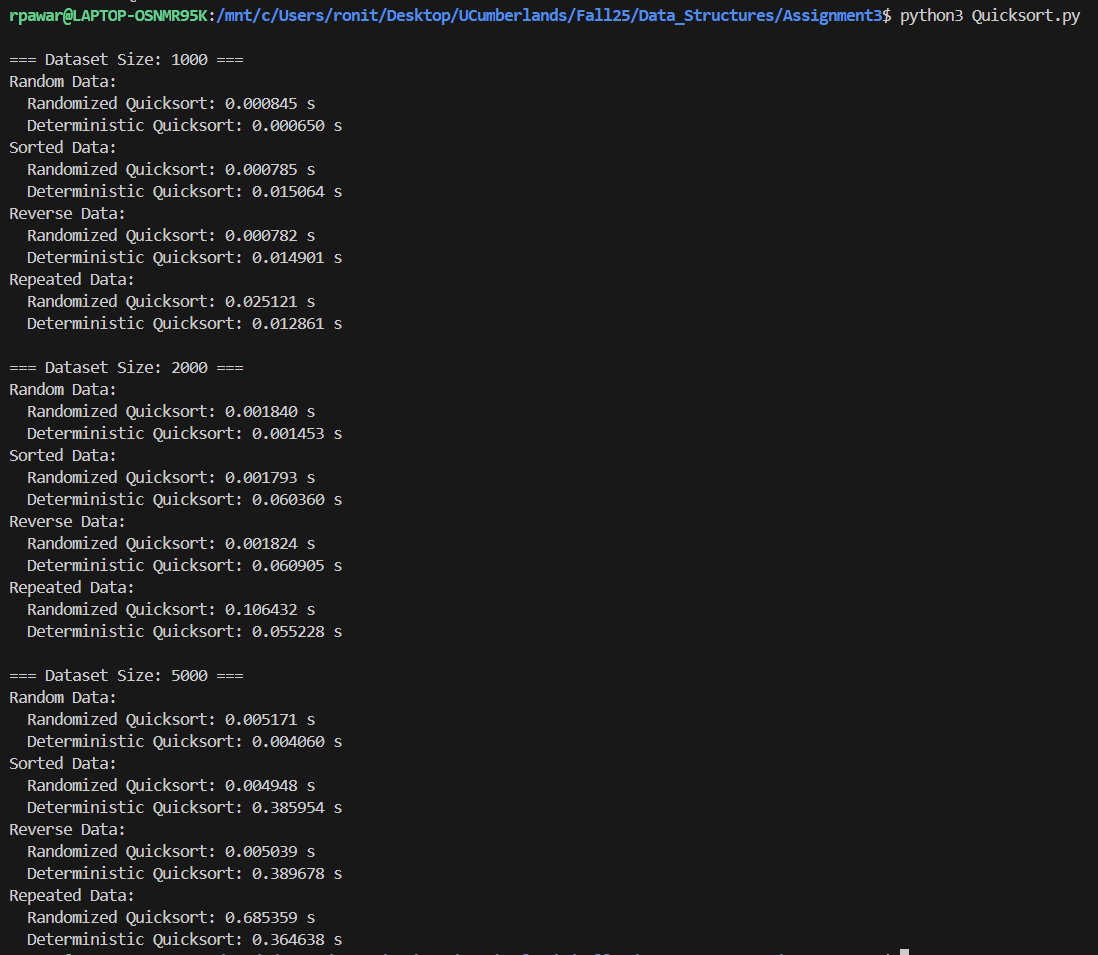 rpawar@LAPTOP-OSNMR95K:/mnt/c/Users/ronit/Desktop/UCumberlands/Fall25/Data_Structures/Assignment3$ python3 Quicksort.py
=== Dataset Size: 1000 ===
Random Data:
Randomized Quicksort: 0.000845 s
Deterministic Quicksort: 0.000650 s
Sorted Data:
Randomized Quicksort: 0.000785 s
Deterministic Quicksort: 0.015064 s
Reverse Data:
Randomized Quicksort: 0.000782 s
Deterministic Quicksort: 0.014901 s
Repeated Data:
Randomized Quicksort: 0.025121 s
Deterministic Quicksort: 0.012861 s
=== Dataset Size: 2000 ===
Random Data:
Randomized Quicksort: 0.001840 s
Deterministic Quicksort: 0.001453 s
Sorted Data:
Randomized Quicksort: 0.001793 s
Deterministic Quicksort: 0.060360 s
Reverse Data:
Randomized Quicksort: 0.001824 s
Deterministic Quicksort: 0.060905 s
Repeated Data:
Randomized Quicksort: 0.106432 s
Deterministic Quicksort: 0.055228 s
=== Dataset Size: 5000 ===
Random Data:
Randomized Quicksort: 0.005171 s
Deterministic Quicksort: 0.004060 s
Sorted Data:
Randomized Quicksort: 0.004948 s
Deterministic Quicksort: 0.385954 s
Reverse Data:
Randomized Quicksort: 0.005039 s
Deterministic Quicksort: 0.389678 s
Repeated Data:
Randomized Quicksort: 0.685359 s
Deterministic Quicksort: 0.364638 s